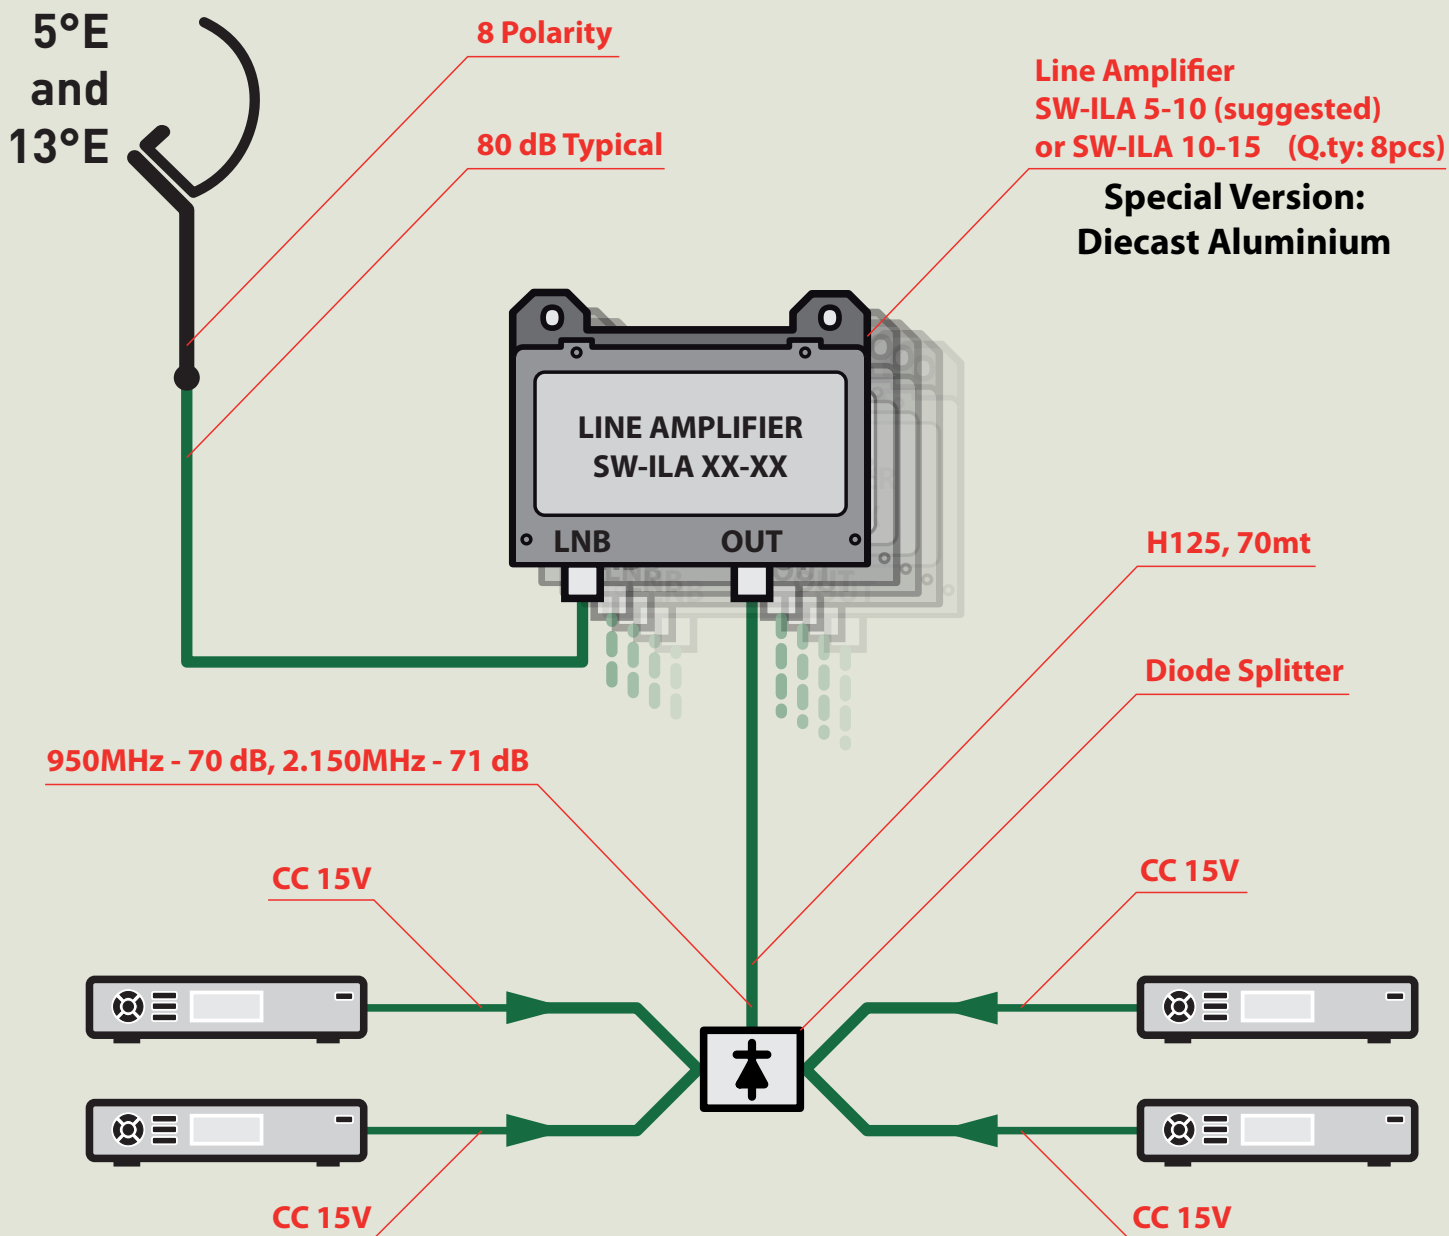 5°E
and
13°E
8 Polarity
80 dB Typical
Line Amplifier
SW-ILA 5-10 (suggested)
or SW-ILA 10-15 (Q.ty: 8pcs)
Special Version:
Diecast Aluminium
LINE AMPLIFIER
SW-ILA XX-XX
LNB OUT
H125, 70mt
Diode Splitter
950MHz - 70 dB, 2.150MHz - 71 dB
CC 15V
CC 15V
CC 15V
CC 15V